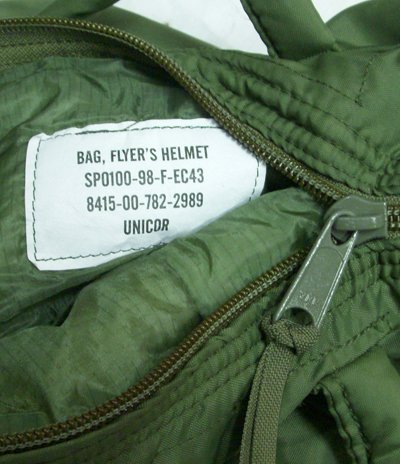 BAG, FLYER'S HELMET
SP0100-98-F-EC43
8415-00-782-2989
UNICOR